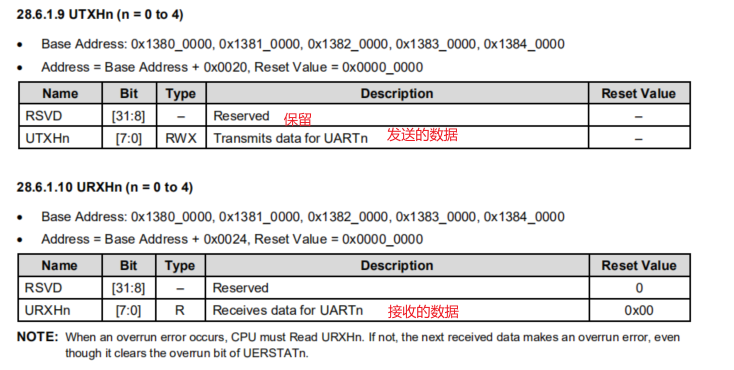 28.6.1.9 UTXHn (n = 0 to 4)
• Base Address: 0x1380_0000, 0x1381_0000, 0x1382_0000, 0x1383_0000, 0x1384_0000
• Address = Base Address + 0x0020, Reset Value = 0x0000_0000
Name Bit Type Description Reset Value
RSVD [31:8] – Reserved 保留 –
UTXHn [7:0] RWX Transmits data for UARTn 发送的数据 –
28.6.1.10 URXHn (n = 0 to 4)
• Base Address: 0x1380_0000, 0x1381_0000, 0x1382_0000, 0x1383_0000, 0x1384_0000
• Address = Base Address + 0x0024, Reset Value = 0x0000_0000
Name Bit Type Description Reset Value
RSVD [31:8] – Reserved 0
URXHn [7:0] R Receives data for UARTn 接收的数据 0x00
NOTE: When an overrun error occurs, CPU must Read URXHn. If not, the next received data makes an overrun error, even
though it clears the overrun bit of UERSTATn.